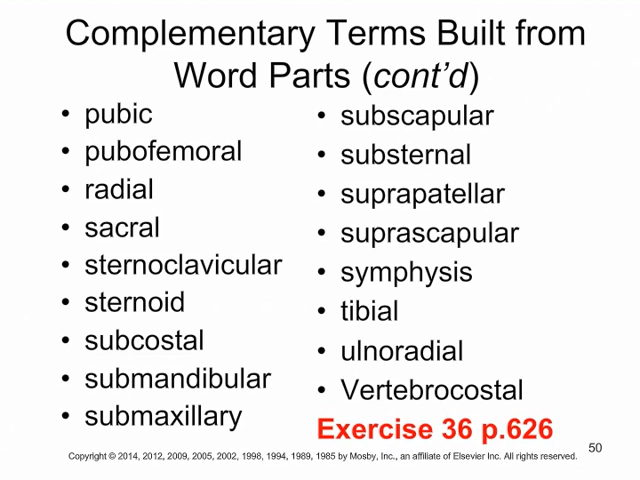 Complementary Terms Built from
Word Parts (cont'd)
• pubic
• pubofemoral
• radial
• sacral
• sternoclavicular
• sternoid
• subcostal
• submandibular
• submaxillary
• subscapular
• substernal
• suprapatellar
• suprascapular
• symphysis
• tibial
• ulnoradial
• Vertebrocostal
Exercise 36 p.626
50
Copyright © 2014, 2012, 2009, 2005, 2002, 1998, 1994, 1989, 1985 by Mosby, Inc., an affiliate of Elsevier Inc. All rights reserved.